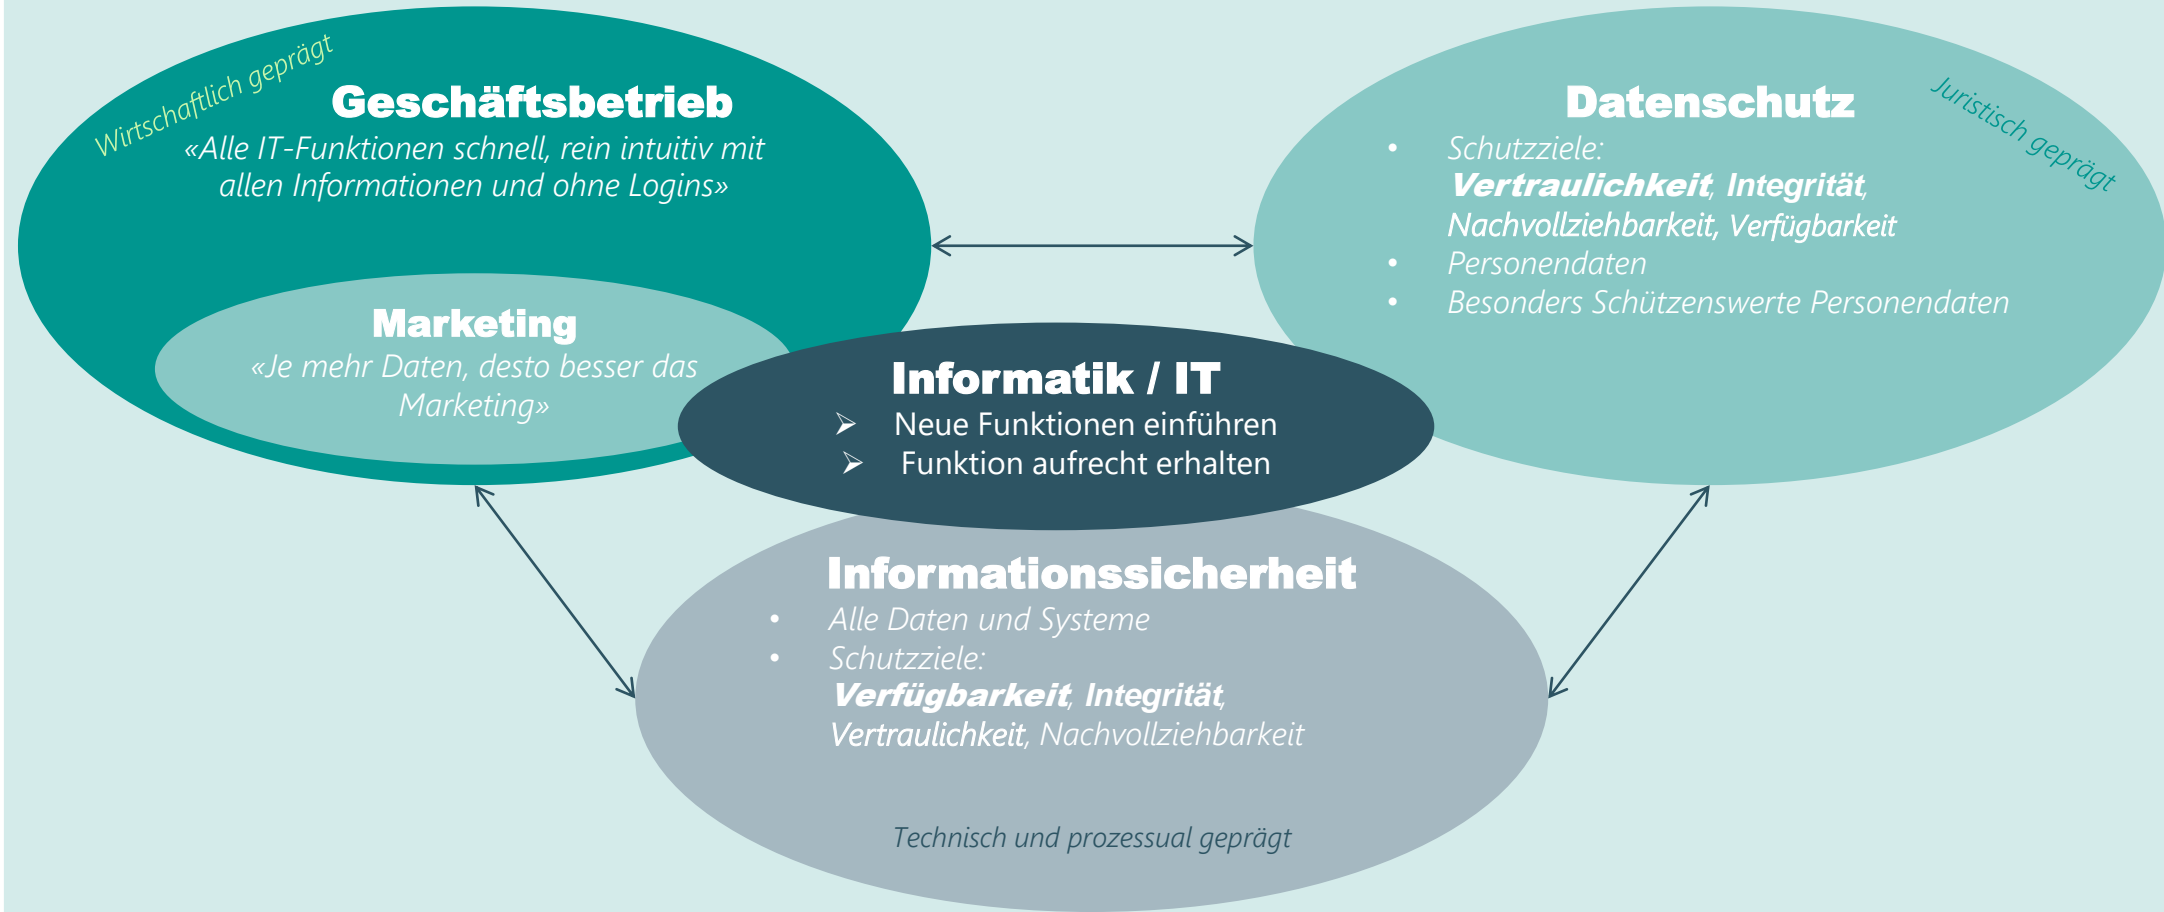 Wirtschaftlich geprägt
Geschäftsbetrieb
«Alle IT-Funktionen schnell, rein intuitiv mit
allen Informationen und ohne Logins»
Marketing
«Je mehr Daten, desto besser das
Marketing»
Datenschutz
Juristisch geprägt
• Schutzziele:
Vertraulichkeit, Integrität,
Nachvollziehbarkeit, Verfügbarkeit
• Personendaten
• Besonders Schützenswerte Personendaten
Informatik / IT
➢ Neue Funktionen einführen
➢ Funktion aufrecht erhalten
Informationssicherheit
• Alle Daten und Systeme
• Schutzziele:
Verfügbarkeit, Integrität,
Vertraulichkeit, Nachvollziehbarkeit
Technisch und prozessual geprägt